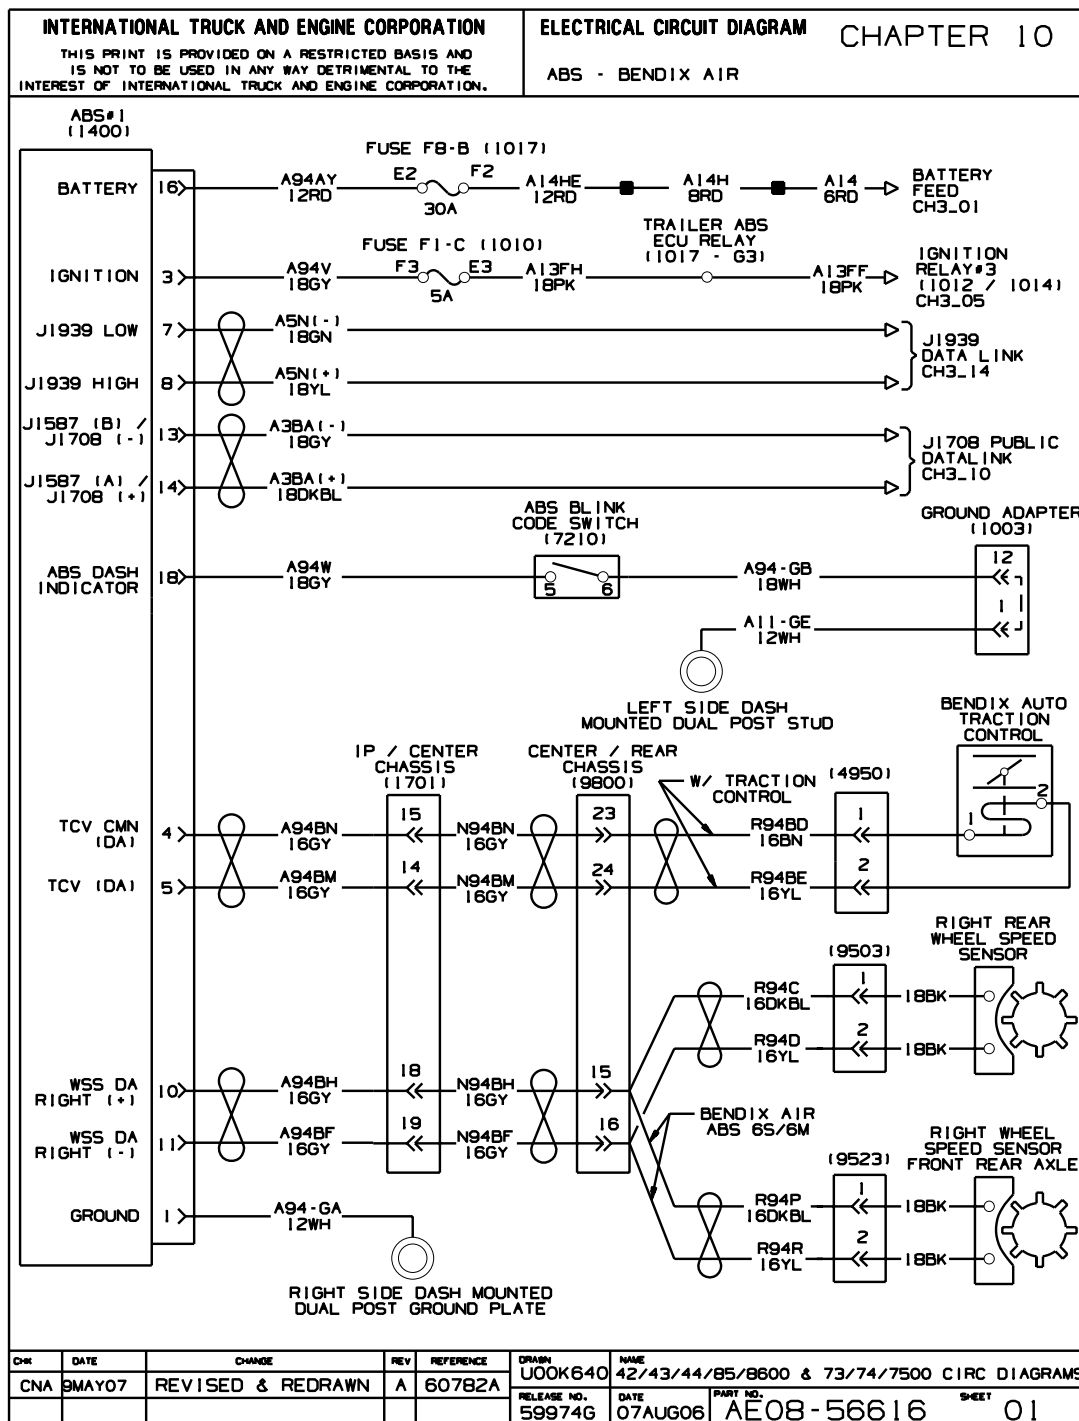 INTERNATIONAL TRUCK AND ENGINE CORPORATION
THIS PRINT IS PROVIDED ON A RESTRICTED BASIS AND
IS NOT TO BE USED IN ANY WAY DETRIMENTAL TO THE
INTEREST OF INTERNATIONAL TRUCK AND ENGINE CORPORATION.
ELECTRICAL CIRCUIT DIAGRAM
CHAPTER 10
ABS - BENDIX AIR
ABS#1
(1400)
FUSE F8-B (1017)
BATTERY 16 A94AY E2 F2 A14HE A14H A14 BATTERY
12RD 30A 12RD 8RD 6RD FEED
CH3_01
TRAILER ABS
ECU RELAY
(1017 - G3)
FUSE F1-C (1010)
IGNITION 3 A94V F3 E3 A13FH A13FF IGNITION
18GY 5A 18PK 18PK RELAY#3
(1012 / 1014)
CH3_05
J1939 LOW 7 A5N(-)
18GN
J1939
DATA LINK
CH3_14
J1939 HIGH 8 A5N(+)
18YL
J1587 (B) /
J1708 (-) 13 A3BA(-)
18GY
J1708 PUBLIC
DATALINK
CH3_10
J1587 (A) /
J1708 (+) 14 A3BA(+)
18DKBL
ABS BLINK
CODE SWITCH
(7210)
GROUND ADAPTER
(1003)
ABS DASH
INDICATOR 18 A94W 5 6 A94-GB 12
18GY 18WH
A11-GE 1
12WH
LEFT SIDE DASH
MOUNTED DUAL POST STUD
BENDIX AUTO
TRACTION
CONTROL
IP / CENTER
CHASSIS
(1701)
CENTER / REAR
CHASSIS
(9800)
W/ TRACTION
CONTROL
(4950)
TCV CMN
(DA) 4 A94BN 15 N94BN 23 R94BD 1 1 2
16GY 16GY 16BN
TCV (DA) 5 A94BM 14 N94BM 24 R94BE 2
16GY 16GY 16YL
RIGHT REAR
WHEEL SPEED
SENSOR
(9503)
R94C 1 18BK
16DKBL
R94D 2 18BK
16YL
WSS DA
RIGHT (+) 10 A94BH 18 N94BH 15
16GY 16GY
WSS DA
RIGHT (-) 11 A94BF 19 N94BF 16
16GY 16GY
BENDIX AIR
ABS 6S/6M
RIGHT WHEEL
SPEED SENSOR
FRONT REAR AXLE
(9523)
R94P 1 18BK
16DKBL
R94R 2 18BK
16YL
GROUND 1 A94-GA
12WH
RIGHT SIDE DASH MOUNTED
DUAL POST GROUND PLATE
CHK DATE CHANGE REV REFERENCE DRAWN NAME
CNA 9MAY07 REVISED & REDRAWN A 60782A U00K640 42/43/44/85/8600 & 73/74/7500 CIRC DIAGRAMS
RELEASE NO. DATE PART NO. SHEET
59974G 07AUG06 AE08-56616 01